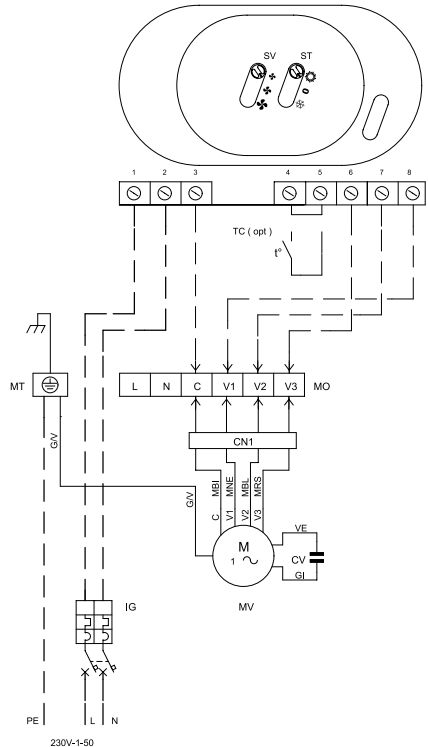 SV ST
1 2 3 4 5 6 7 8
TC ( opt )
t°
MT
L N C V1 V2 V3 MO
CN1
G/V
G/V
C MBI
V1 MNE
V2 MBL
V3 MRS
M
1
VE
CV
GI
MV
IG
PE L N
230V-1-50